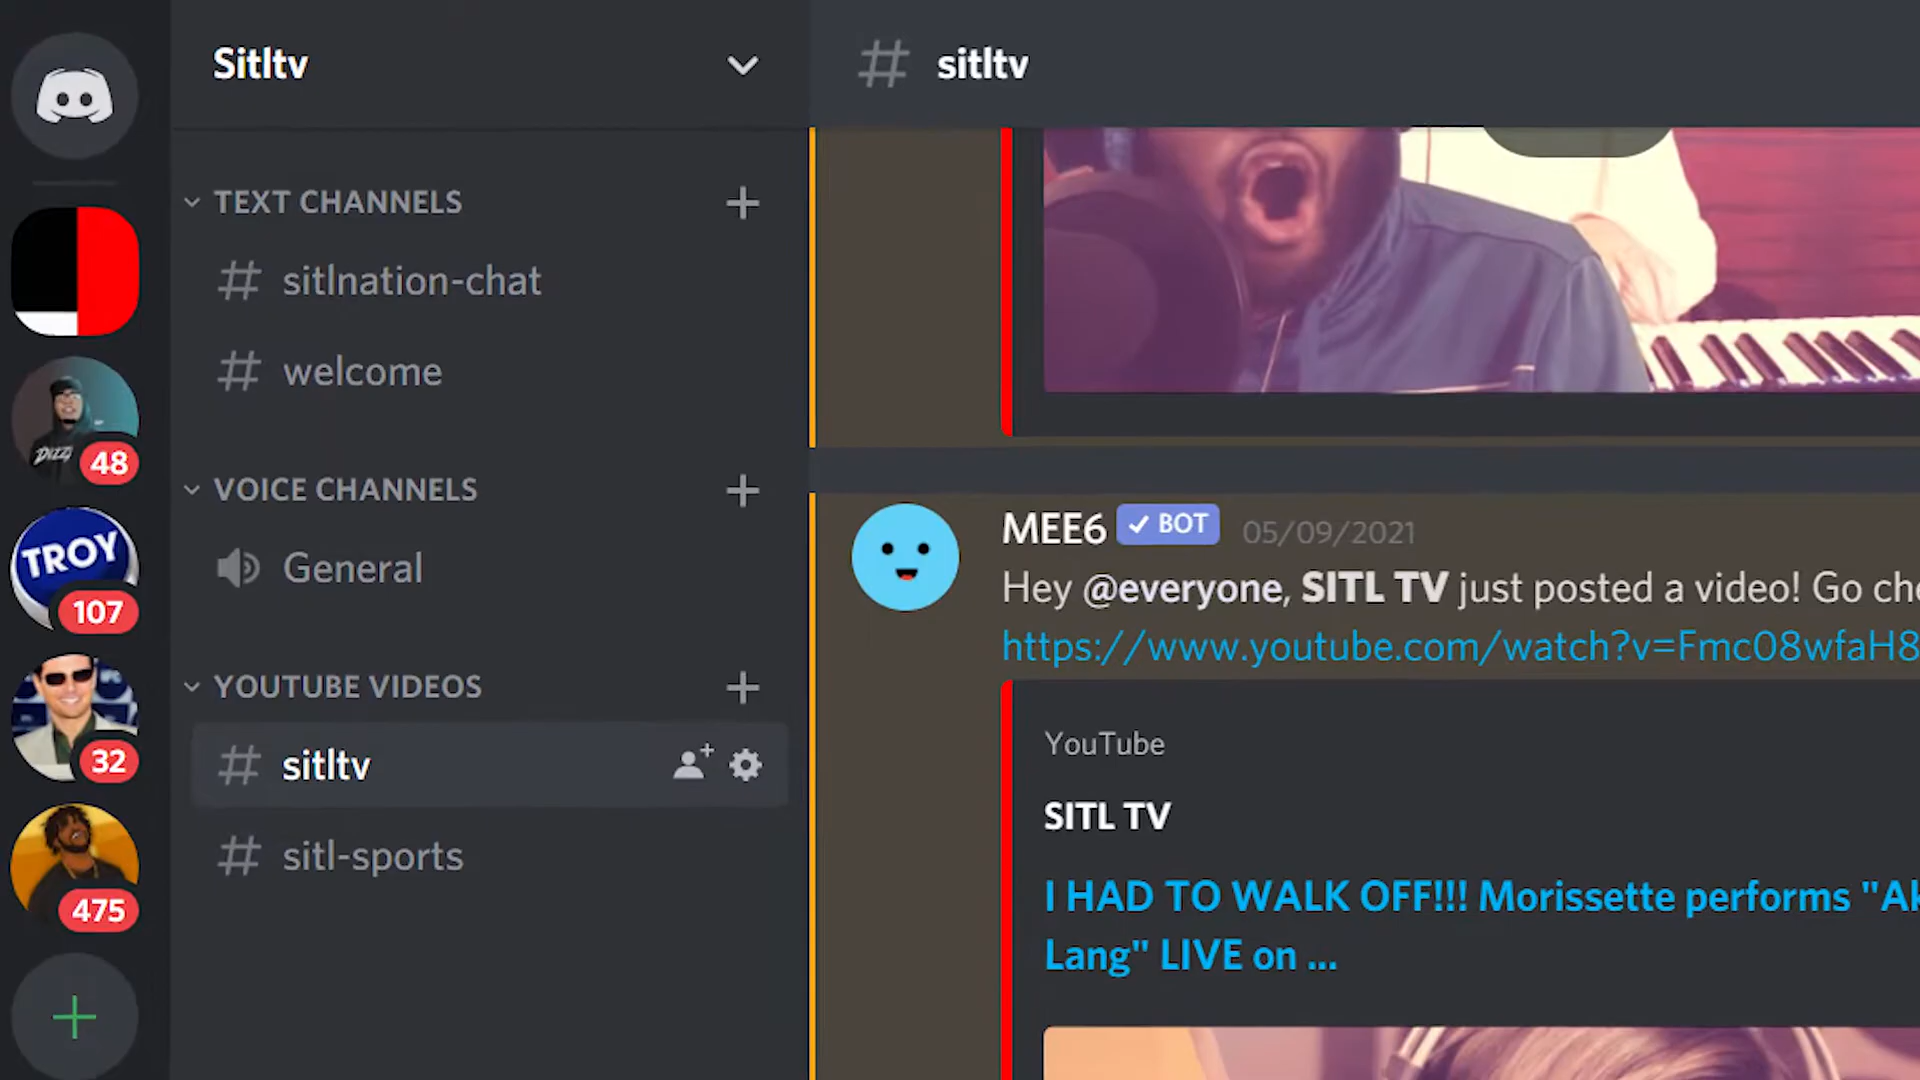 Sitltv
sitltv
TEXT CHANNELS
sitlnation-chat
welcome
VOICE CHANNELS
General
YOUTUBE VIDEOS
sitltv
sitl-sports
DIZZI
48
TROY
107
32
475
MEE6 BOT 05/09/2021
Hey @everyone, SITL TV just posted a video! Go che
https://www.youtube.com/watch?v=Fmc08wfaH8
YouTube
SITL TV
I HAD TO WALK OFF!!! Morissette performs "Ak
Lang" LIVE on ...